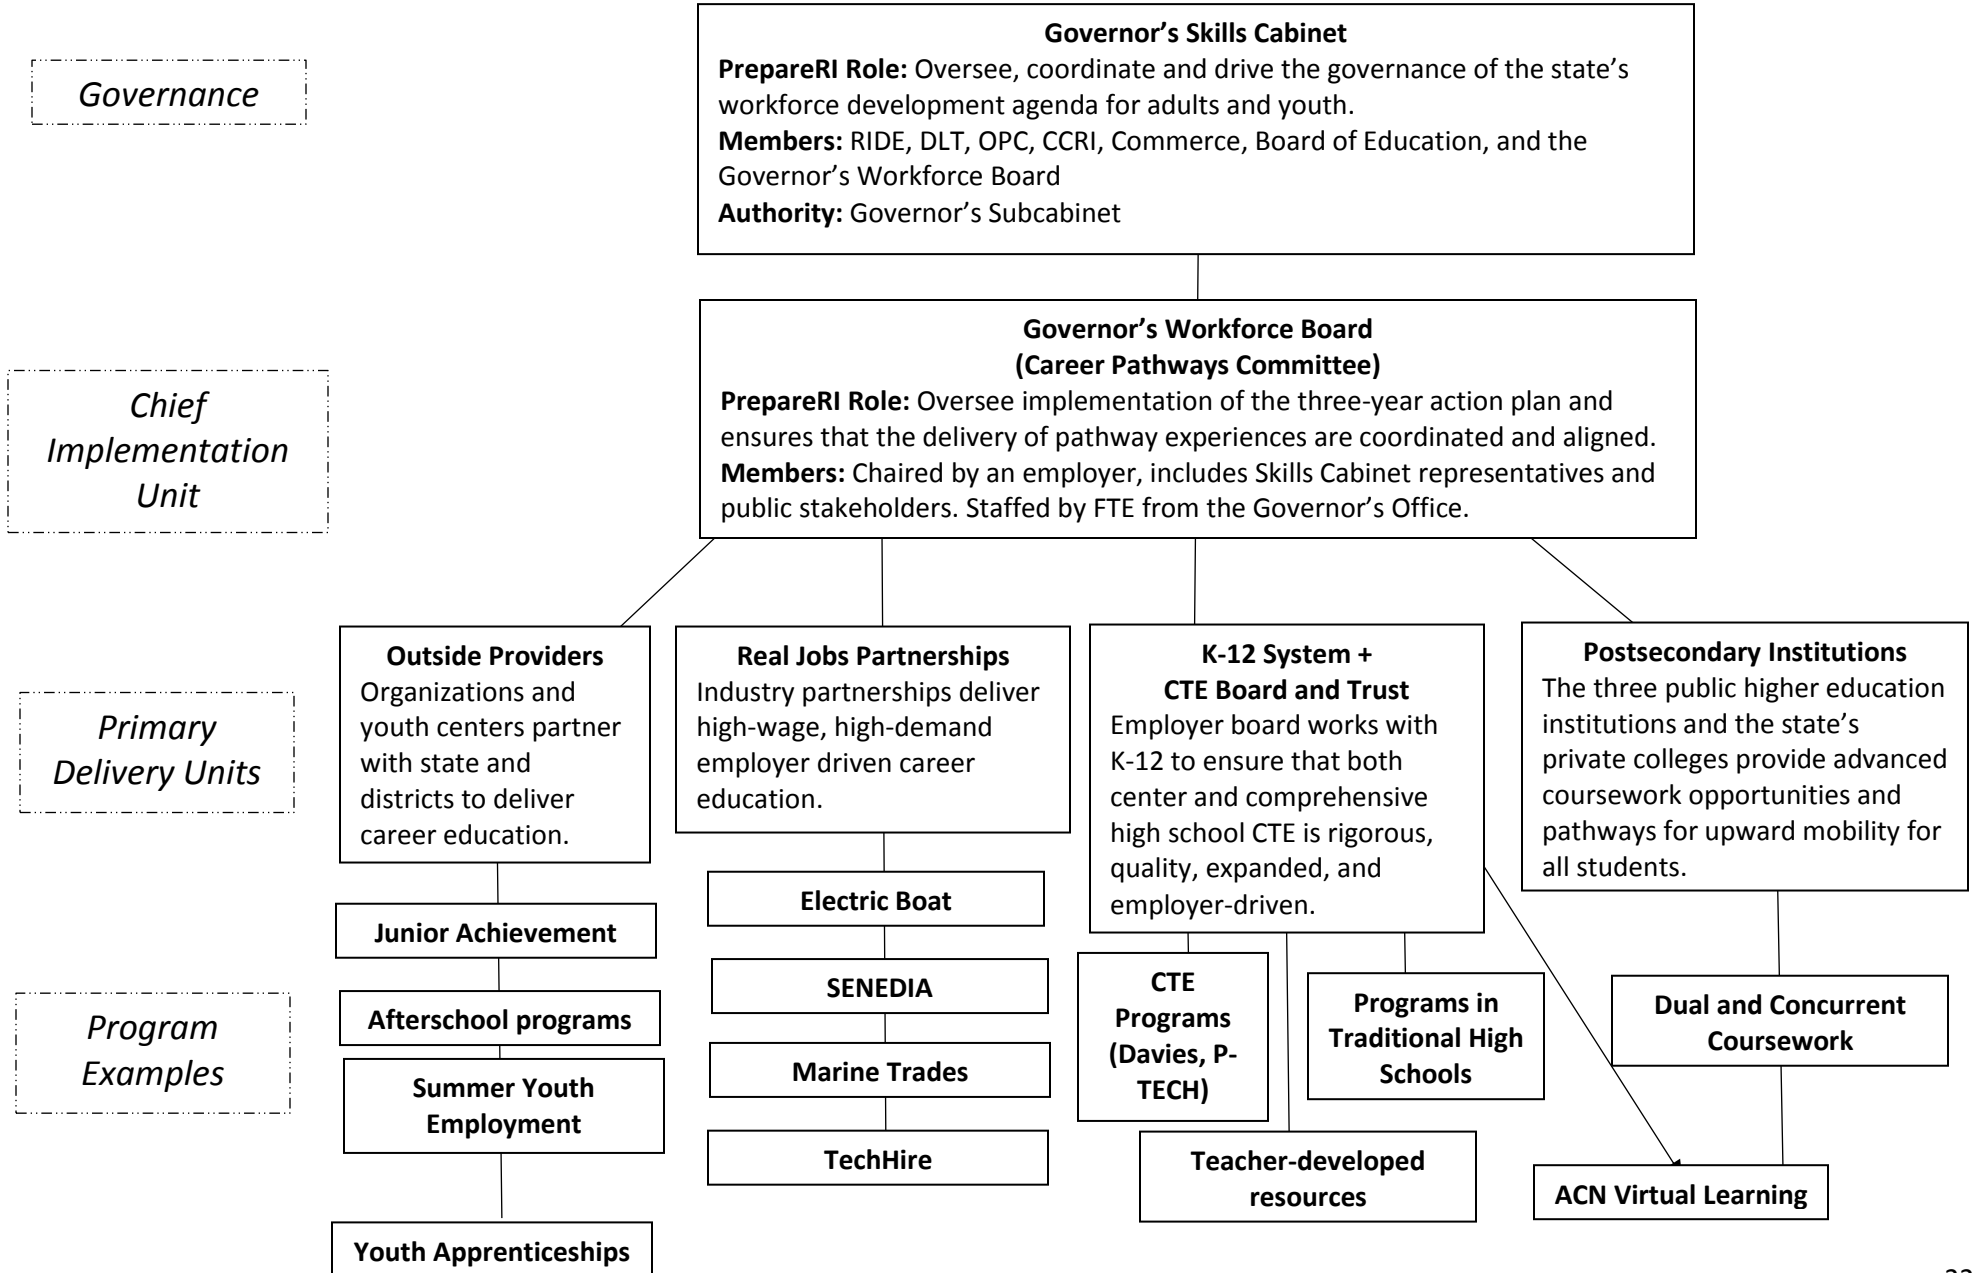 Governance
Governor’s Skills Cabinet
PrepareRI Role: Oversee, coordinate and drive the governance of the state’s
workforce development agenda for adults and youth.
Members: RIDE, DLT, OPC, CCRI, Commerce, Board of Education, and the
Governor’s Workforce Board
Authority: Governor’s Subcabinet
Chief
Implementation
Unit
Governor’s Workforce Board
(Career Pathways Committee)
PrepareRI Role: Oversee implementation of the three-year action plan and
ensures that the delivery of pathway experiences are coordinated and aligned.
Members: Chaired by an employer, includes Skills Cabinet representatives and
public stakeholders. Staffed by FTE from the Governor’s Office.
Primary
Delivery Units
Outside Providers
Organizations and
youth centers partner
with state and
districts to deliver
career education.
Real Jobs Partnerships
Industry partnerships deliver
high-wage, high-demand
employer driven career
education.
K-12 System +
CTE Board and Trust
Employer board works with
K-12 to ensure that both
center and comprehensive
high school CTE is rigorous,
quality, expanded, and
employer-driven.
Postsecondary Institutions
The three public higher education
institutions and the state’s
private colleges provide advanced
coursework opportunities and
pathways for upward mobility for
all students.
Program
Examples
Junior Achievement
Afterschool programs
Summer Youth
Employment
Youth Apprenticeships
Electric Boat
SENEDIA
Marine Trades
TechHire
CTE
Programs
(Davies, P-
TECH)
Programs in
Traditional High
Schools
Teacher-developed
resources
Dual and Concurrent
Coursework
ACN Virtual Learning